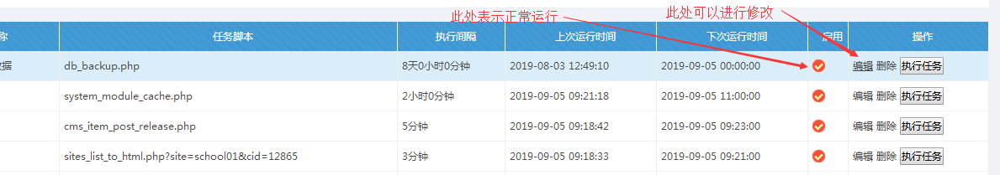 此处表示正常运行
此处可以进行修改
称 任务脚本 执行间隔 上次运行时间 下次运行时间 启用 操作
数据 db_backup.php 8天0小时0分钟 2019-08-03 12:49:10 2019-09-05 00:00:00 编辑 删除 执行任务
system_module_cache.php 2小时0分钟 2019-09-05 09:21:18 2019-09-05 11:00:00 编辑 删除 执行任务
cms_item_post_release.php 5分钟 2019-09-05 09:18:42 2019-09-05 09:23:00 编辑 删除 执行任务
sites_list_to_html.php?site=school01&cid=12865 3分钟 2019-09-05 09:18:33 2019-09-05 09:21:00 编辑 删除 执行任务